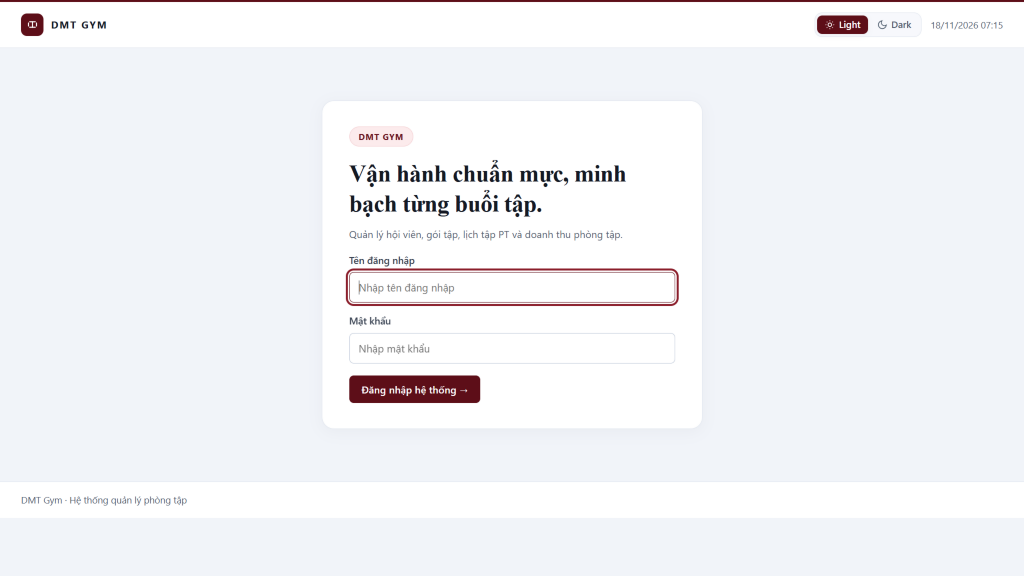 DMT GYM
Light
Dark
18/11/2026 07:15
DMT GYM
Vận hành chuẩn mực, minh
bạch từng buổi tập.
Quản lý hội viên, gói tập, lịch tập PT và doanh thu phòng tập.
Tên đăng nhập
Nhập tên đăng nhập
Mật khẩu
Nhập mật khẩu
Đăng nhập hệ thống →
DMT Gym · Hệ thống quản lý phòng tập